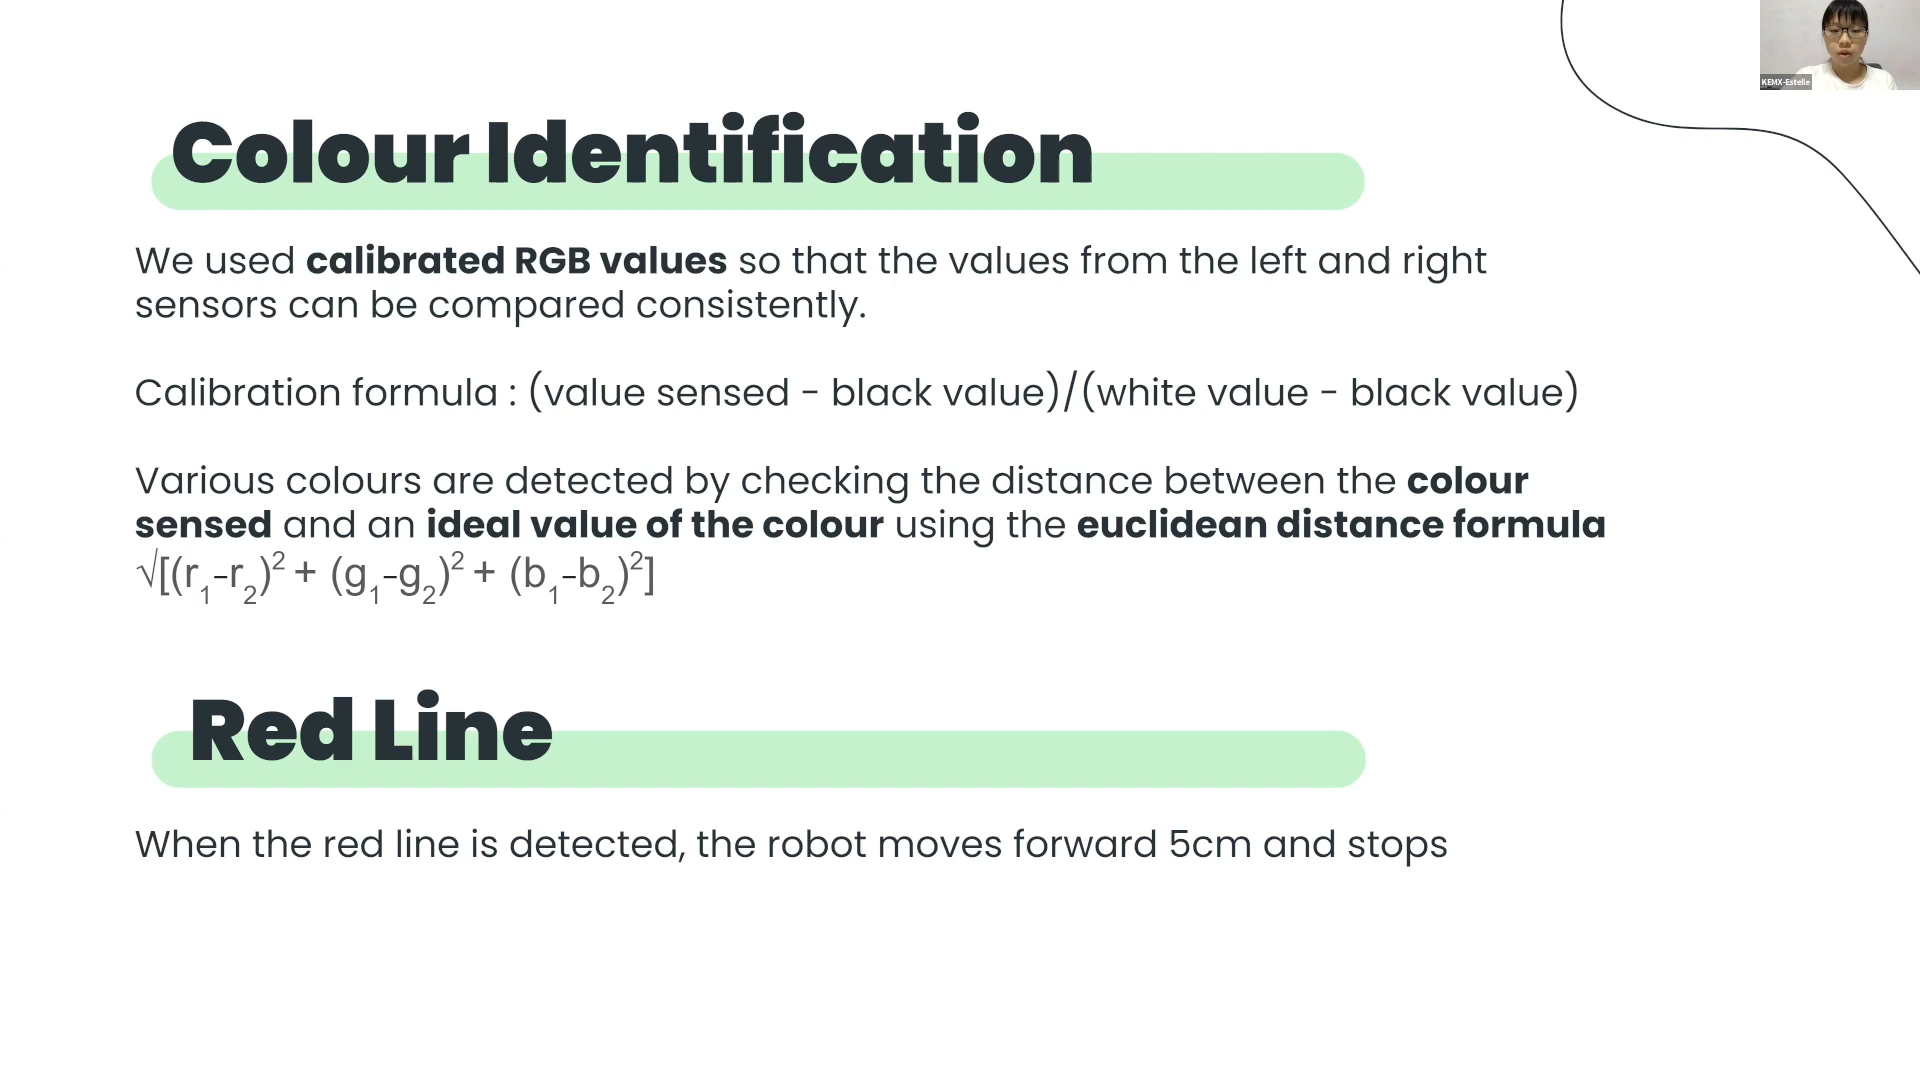 KEMX-Estelle
Colour Identification
We used calibrated RGB values so that the values from the left and right
sensors can be compared consistently.
Calibration formula : (value sensed - black value)/(white value - black value)
Various colours are detected by checking the distance between the colour
sensed and an ideal value of the colour using the euclidean distance formula
√[(r₁-r₂)² + (g₁-g₂)² + (b₁-b₂)²]
Red Line
When the red line is detected, the robot moves forward 5cm and stops